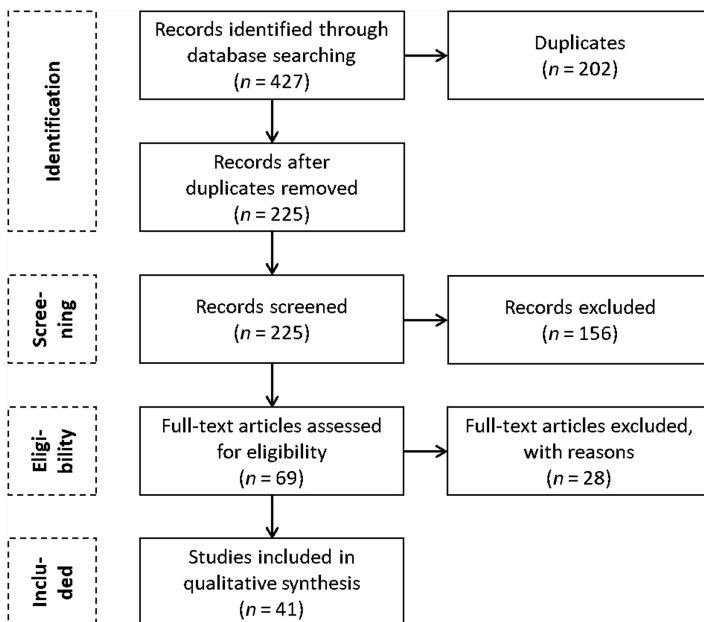 Identification
Records identified through
database searching
(n = 427)
Duplicates
(n = 202)
Records after
duplicates removed
(n = 225)
Scree-
ning
Records screened
(n = 225)
Records excluded
(n = 156)
Eligi-
bility
Full-text articles assessed
for eligibility
(n = 69)
Full-text articles excluded,
with reasons
(n = 28)
Inclu-
ded
Studies included in
qualitative synthesis
(n = 41)